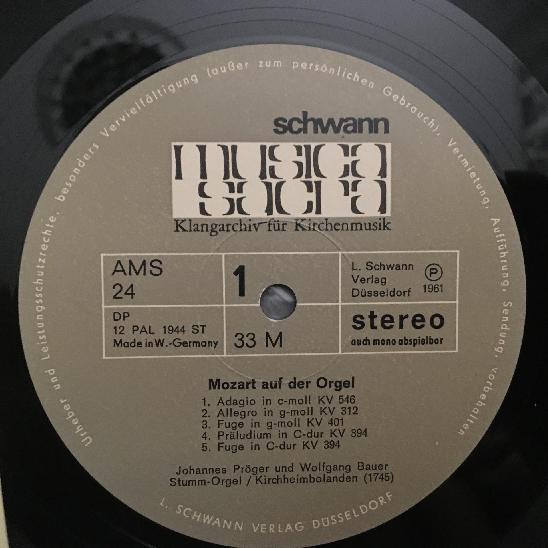 Urheber und Leistungsschutzrechte, besonders Vervielfältigung (außer zum persönlichen Gebrauch), Vermietung, Aufführung, Sendung, vorbehalten
schwann
musica
sacra
Klangarchiv für Kirchenmusik
AMS
24
1
L. Schwann
Verlag
Düsseldorf
Ⓟ
1961
DP
12 PAL 1944 ST
Made in W.-Germany
33 M
stereo
auch mono abspielbar
Mozart auf der Orgel
1. Adagio in c-moll KV 546
2. Allegro in g-moll KV 312
3. Fuge in g-moll KV 401
4. Präludium in C-dur KV 394
5. Fuge in C-dur KV 394
Johannes Pröger und Wolfgang Bauer
Stumm-Orgel / Kirchheimbolanden (1745)
L. SCHWANN VERLAG DÜSSELDORF